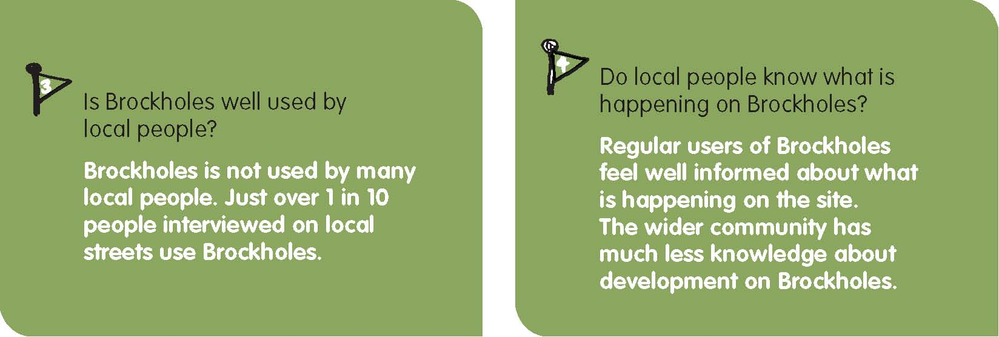 3
Is Brockholes well used by
local people?
Brockholes is not used by many
local people. Just over 1 in 10
people interviewed on local
streets use Brockholes.
4
Do local people know what is
happening on Brockholes?
Regular users of Brockholes
feel well informed about what
is happening on the site.
The wider community has
much less knowledge about
development on Brockholes.